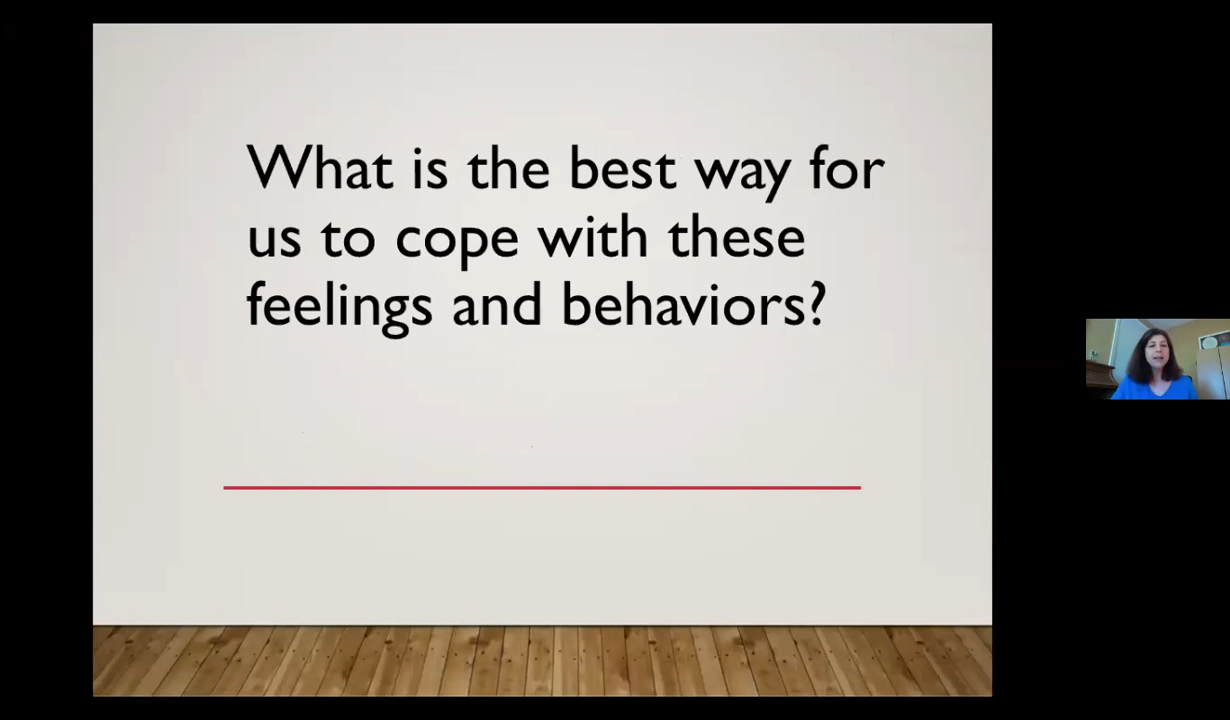 What is the best way for
us to cope with these
feelings and behaviors?